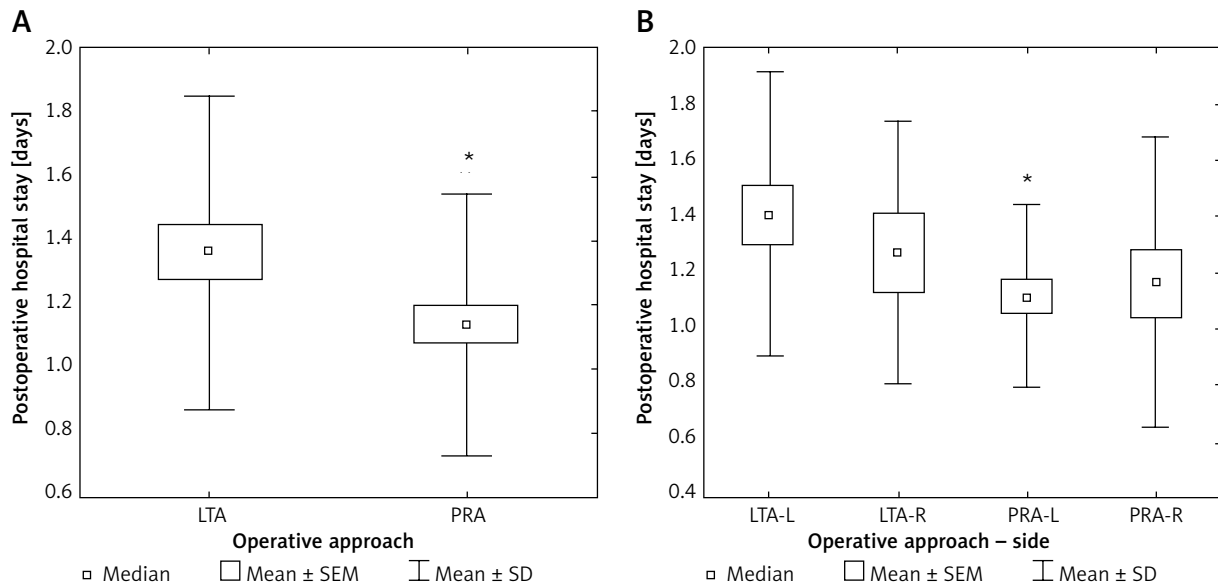 A
Postoperative hospital stay [days]
2.0
1.8
1.6
1.4
1.2
1.0
0.8
0.6
*
LTA PRA
Operative approach
Median Mean ± SEM Mean ± SD
B
Postoperative hospital stay [days]
2.0
1.8
1.6
1.4
1.2
1.0
0.8
0.6
0.4
*
LTA-L LTA-R PRA-L PRA-R
Operative approach – side
Median Mean ± SEM Mean ± SD